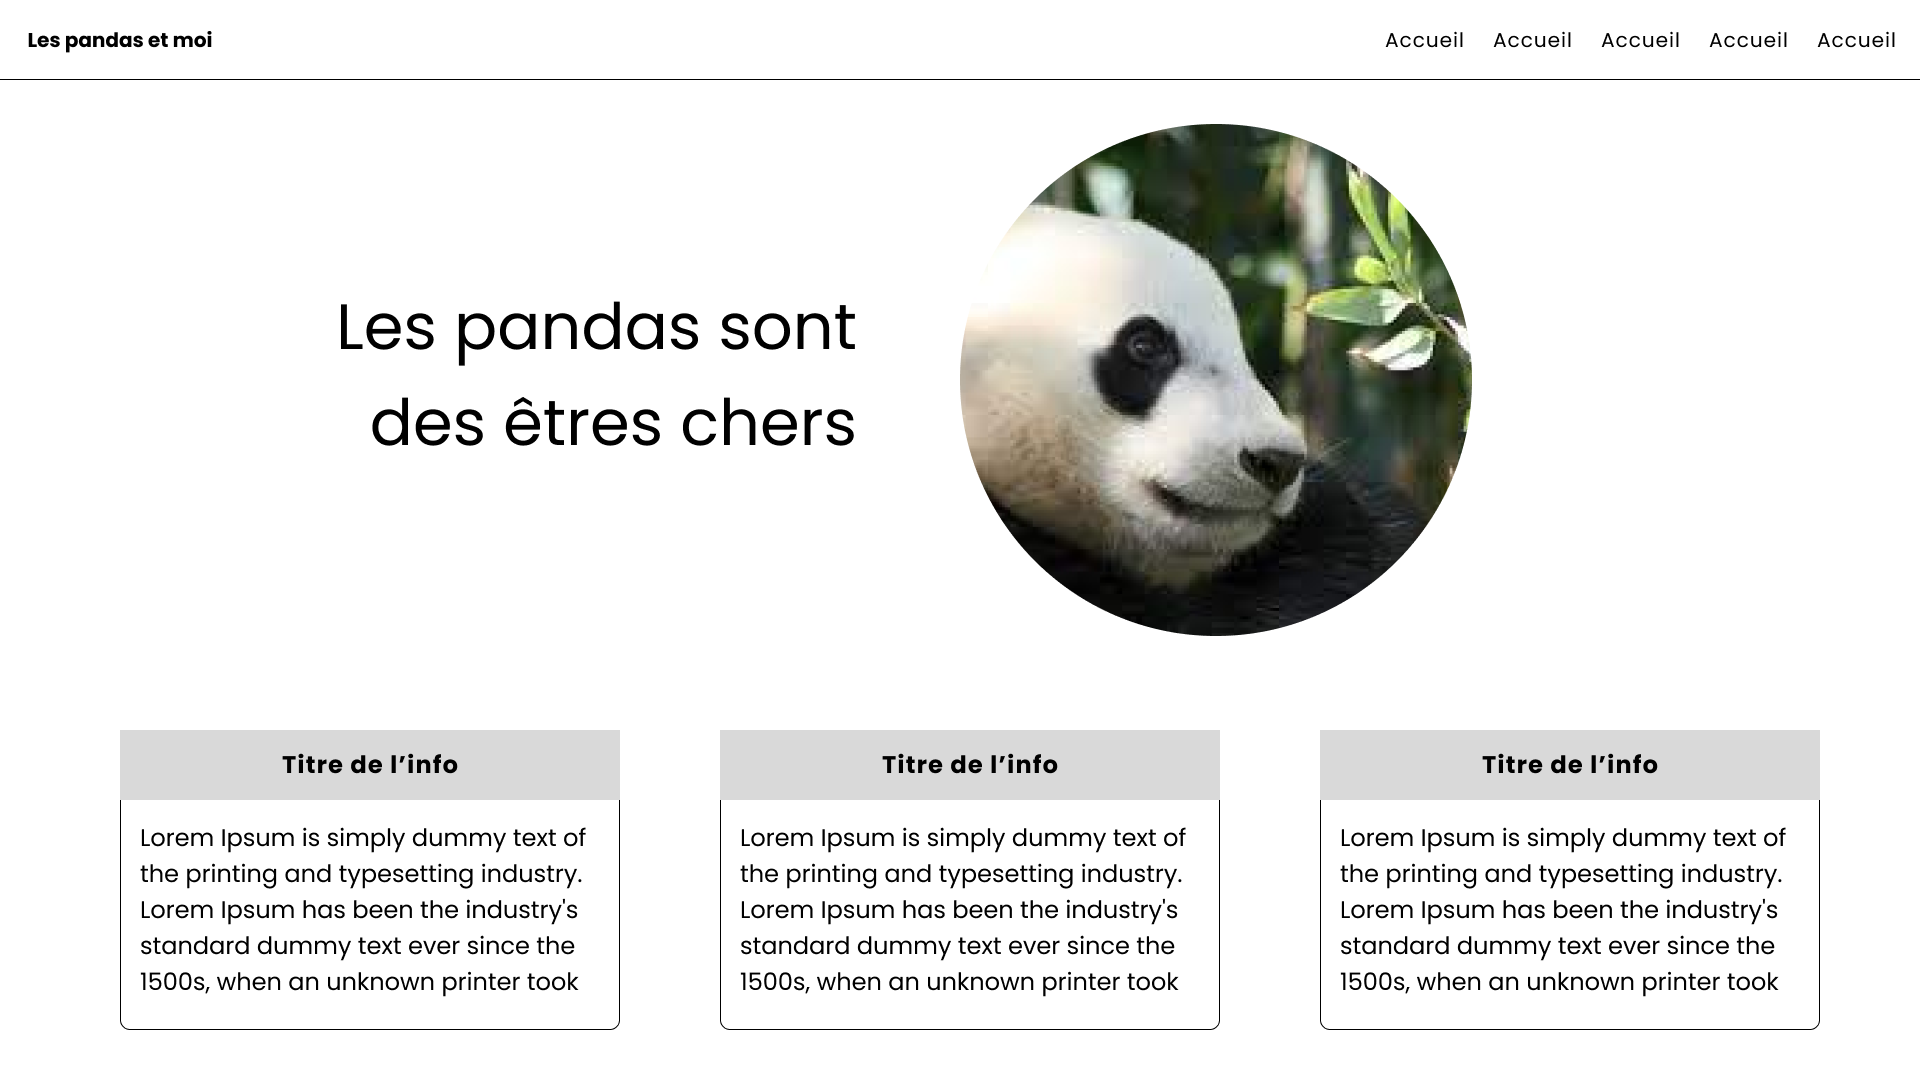 Les pandas et moi
Accueil Accueil Accueil Accueil Accueil
Les pandas sont
des êtres chers
Titre de l’info
Lorem Ipsum is simply dummy text of
the printing and typesetting industry.
Lorem Ipsum has been the industry's
standard dummy text ever since the
1500s, when an unknown printer took
Titre de l’info
Lorem Ipsum is simply dummy text of
the printing and typesetting industry.
Lorem Ipsum has been the industry's
standard dummy text ever since the
1500s, when an unknown printer took
Titre de l’info
Lorem Ipsum is simply dummy text of
the printing and typesetting industry.
Lorem Ipsum has been the industry's
standard dummy text ever since the
1500s, when an unknown printer took